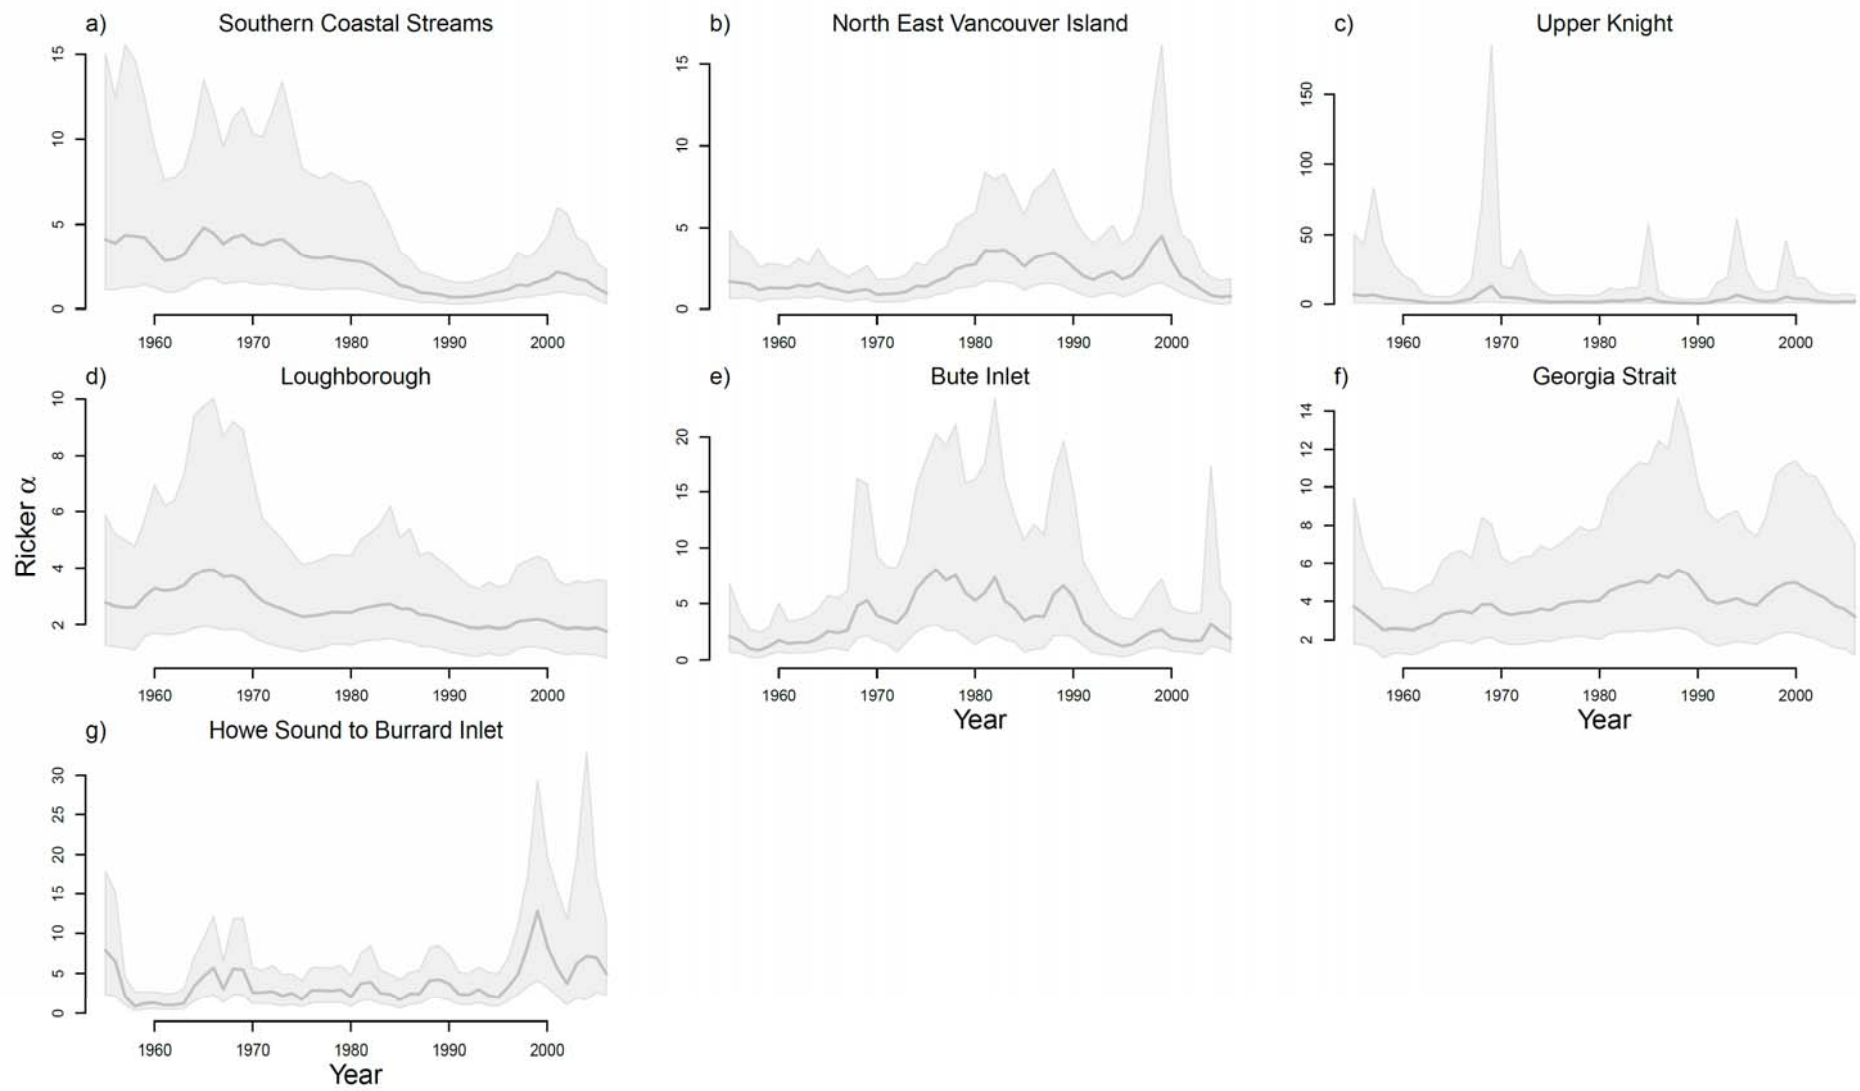 a) Southern Coastal Streams
15
10
5
0
1960 1970 1980 1990 2000
b) North East Vancouver Island
15
10
5
0
1960 1970 1980 1990 2000
c) Upper Knight
150
100
50
0
1960 1970 1980 1990 2000
d) Loughborough
Ricker α
10
8
6
4
2
1960 1970 1980 1990 2000
e) Bute Inlet
20
15
10
5
0
1960 1970 1980 1990 2000
Year
f) Georgia Strait
14
12
10
8
6
4
2
1960 1970 1980 1990 2000
Year
g) Howe Sound to Burrard Inlet
30
25
20
15
10
5
0
1960 1970 1980 1990 2000
Year